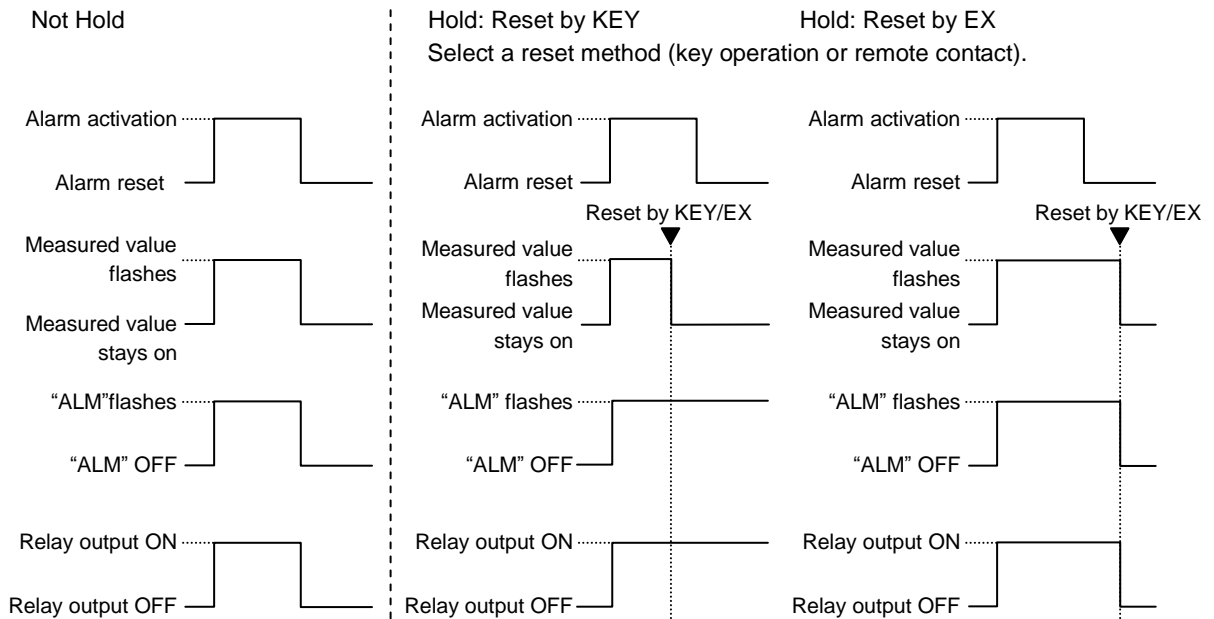 Not Hold
Hold: Reset by KEY
Hold: Reset by EX
Select a reset method (key operation or remote contact).
Alarm activation
Alarm reset
Measured value
flashes
Measured value
stays on
“ALM”flashes
“ALM” OFF
Relay output ON
Relay output OFF
Alarm activation
Alarm reset
Reset by KEY/EX
Measured value
flashes
Measured value
stays on
“ALM” flashes
“ALM” OFF
Relay output ON
Relay output OFF
Alarm activation
Alarm reset
Reset by KEY/EX
Measured value
flashes
Measured value
stays on
“ALM” flashes
“ALM” OFF
Relay output ON
Relay output OFF